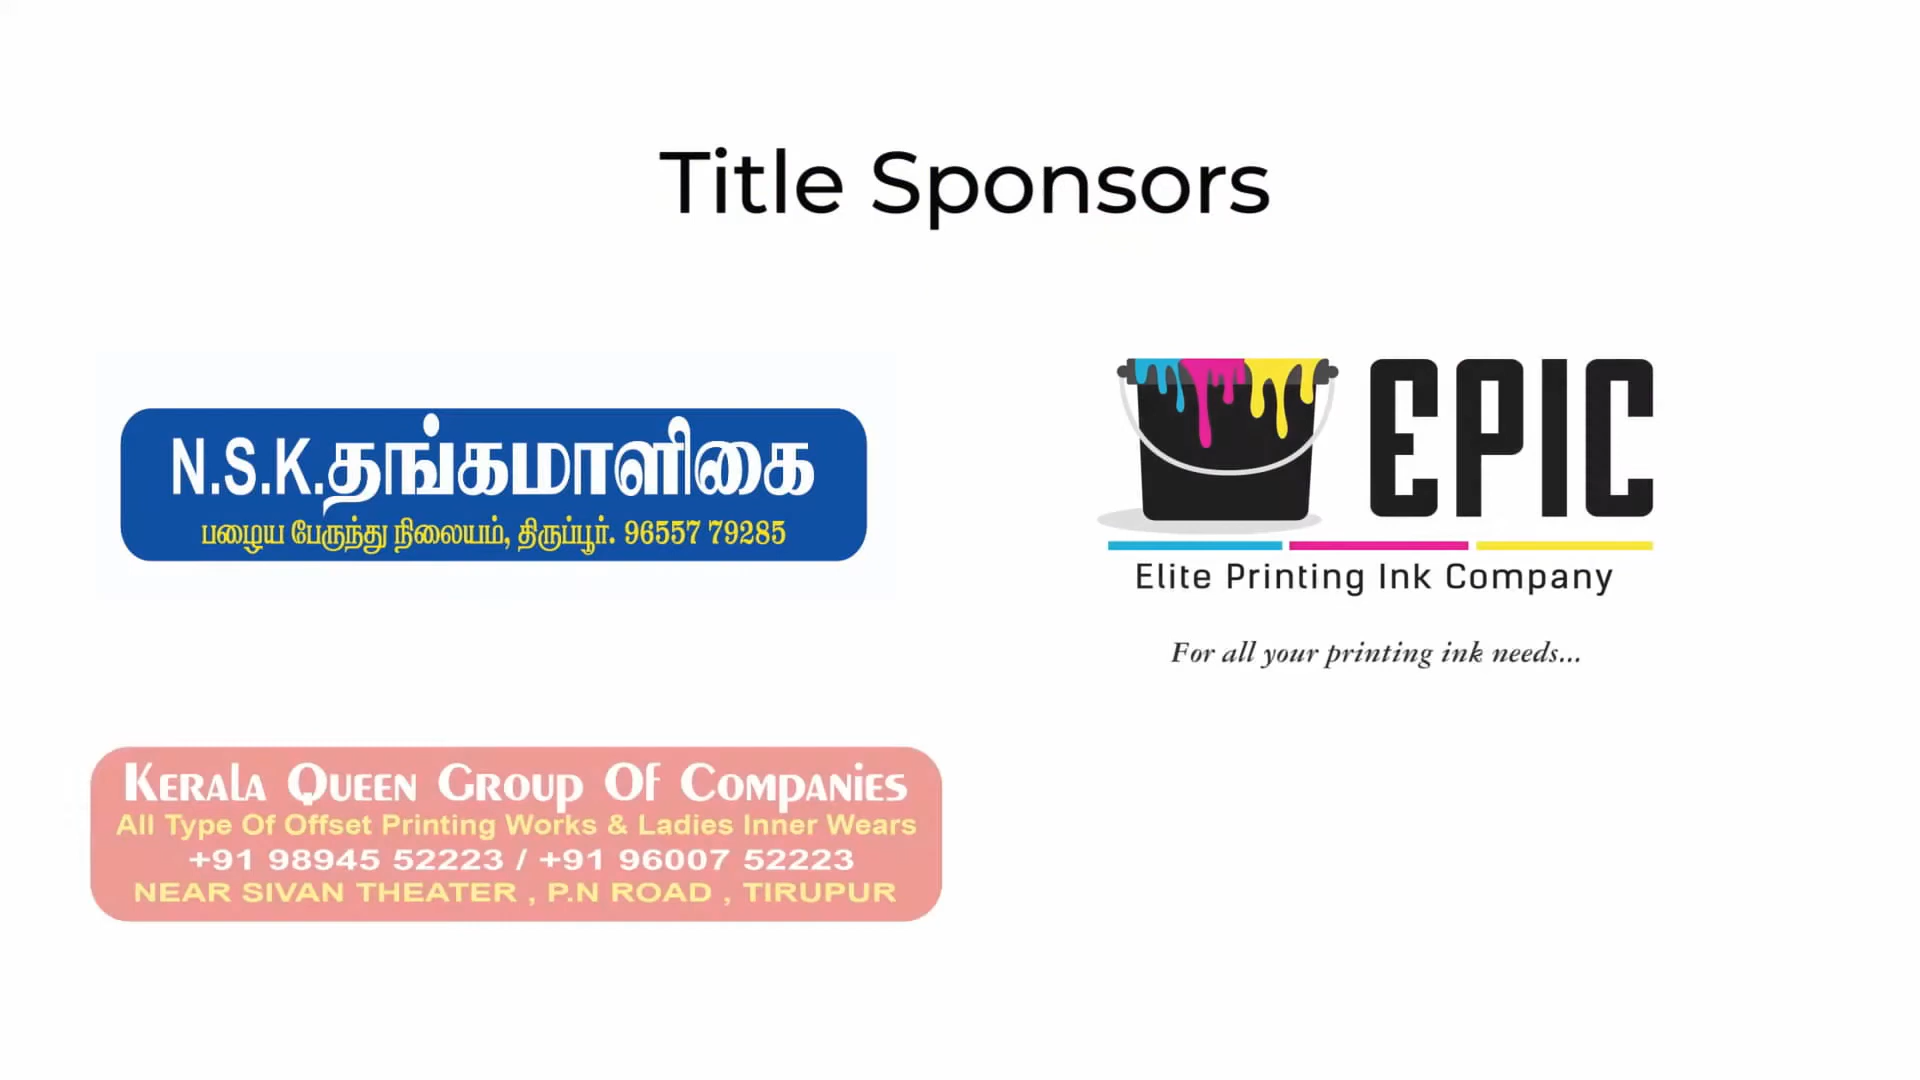 Title Sponsors
N.S.K.தங்கமாளிகை
பழைய பேருந்து நிலையம், திருப்பூர். 96557 79285
EPIC
Elite Printing Ink Company
For all your printing ink needs...
Kerala Queen Group Of Companies
All Type Of Offset Printing Works & Ladies Inner Wears
+91 98945 52223 / +91 96007 52223
NEAR SIVAN THEATER , P.N ROAD , TIRUPUR